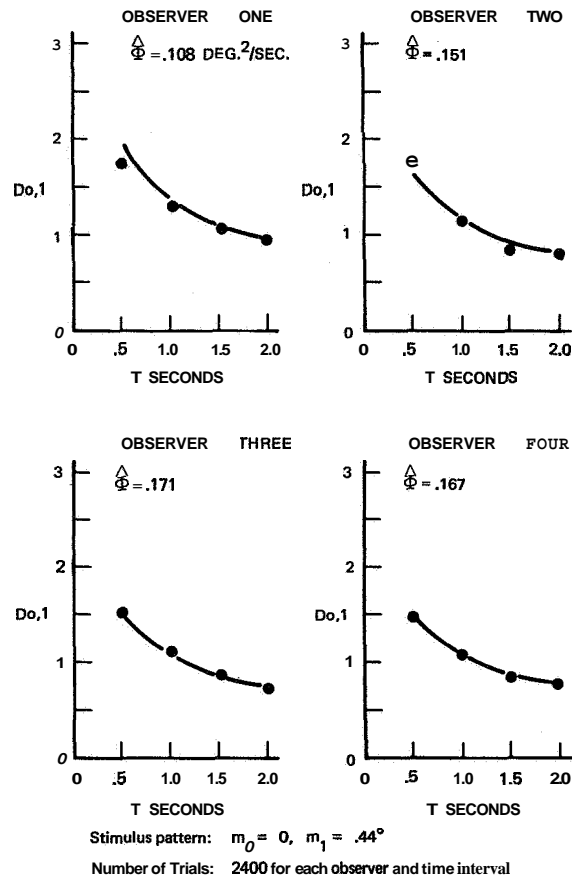 OBSERVER ONE
Φ̂ = .108 DEG.²/SEC.
3
2
Do,1
1
0
0 .5 1.0 1.5 2.0
T SECONDS
OBSERVER TWO
Φ̂ = .151
3
2
e
Do,1
1
0
0 .5 1.0 1.5 2.0
T SECONDS
OBSERVER THREE
Φ̂ = .171
3
2
Do,1
1
0
0 .5 1.0 1.5 2.0
T SECONDS
OBSERVER FOUR
Φ̂ = .167
3
2
Do,1
1
0
0 .5 1.0 1.5 2.0
T SECONDS
Stimulus pattern: m₀ = 0, m₁ = .44°
Number of Trials: 2400 for each observer and time interval